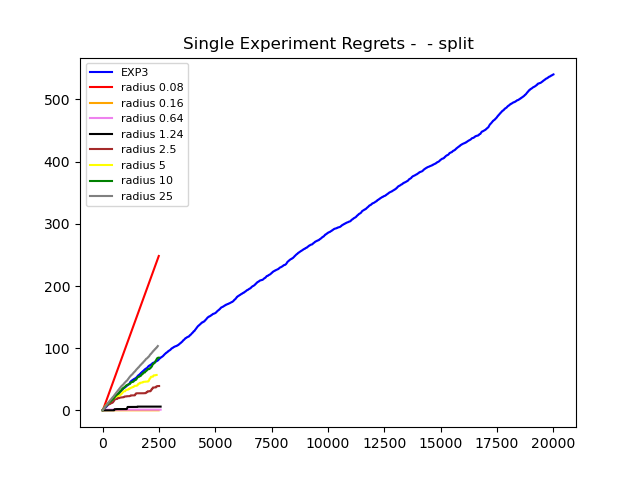 Single Experiment Regrets -  - split
EXP3
radius 0.08
radius 0.16
radius 0.64
radius 1.24
radius 2.5
radius 5
radius 10
radius 25
500
400
300
200
100
0
0 2500 5000 7500 10000 12500 15000 17500 20000